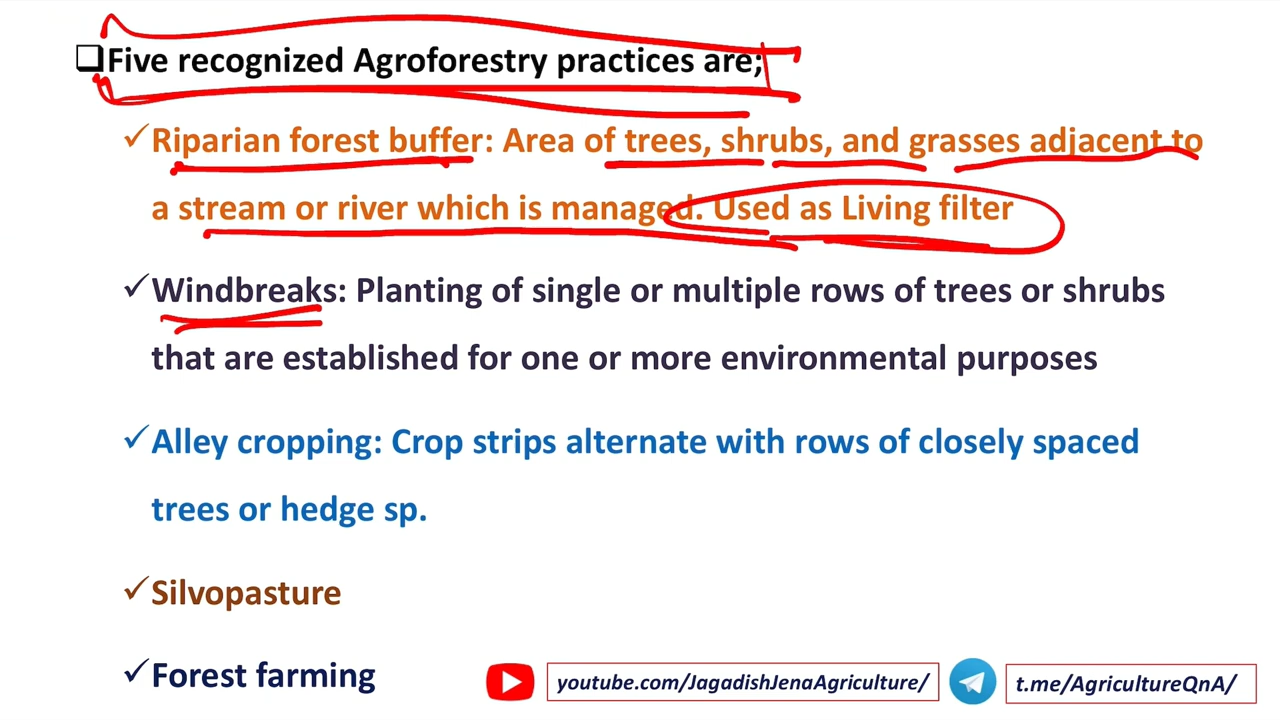 Five recognized Agroforestry practices are;
Riparian forest buffer: Area of trees, shrubs, and grasses adjacent to
a stream or river which is managed. Used as Living filter
Windbreaks: Planting of single or multiple rows of trees or shrubs
that are established for one or more environmental purposes
Alley cropping: Crop strips alternate with rows of closely spaced
trees or hedge sp.
Silvopasture
Forest farming
youtube.com/JagadishJenaAgriculture/
t.me/AgricultureQnA/